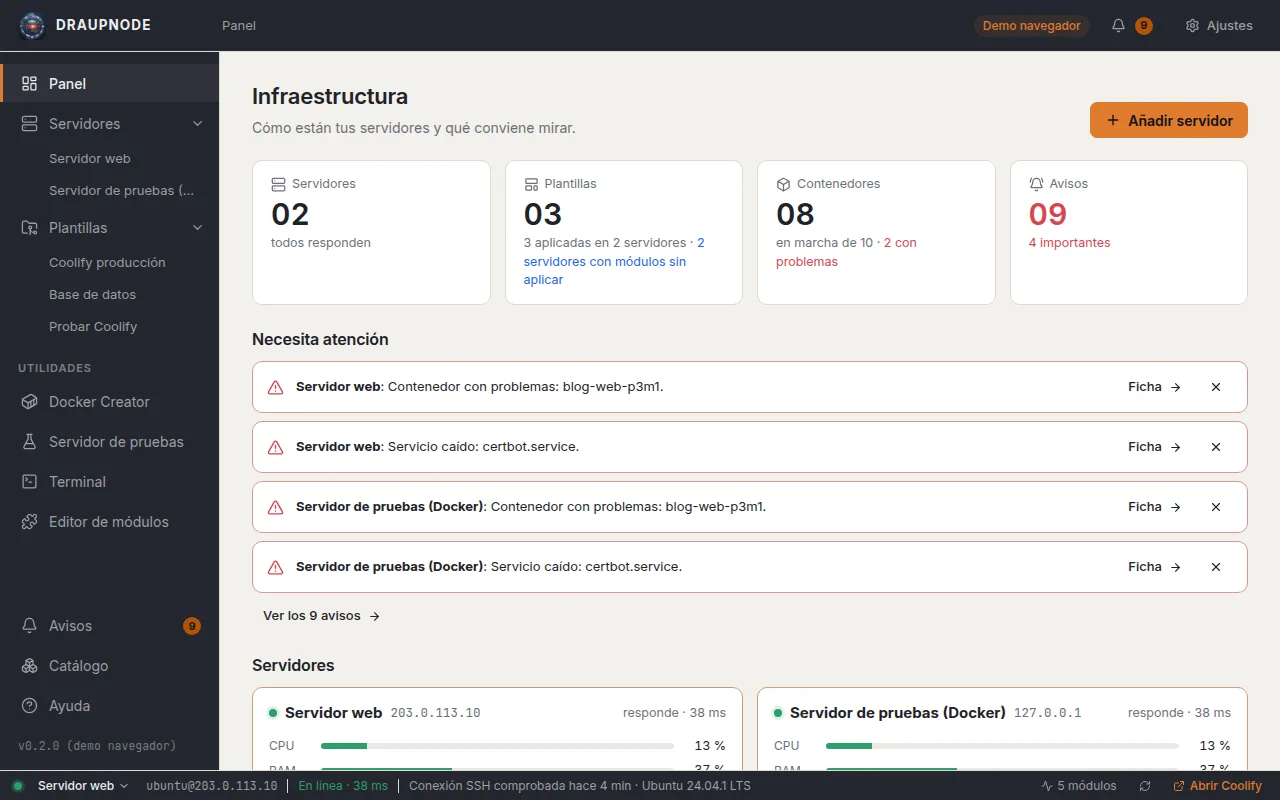 DRAUPNODE
Panel
Demo navegador
9
Ajustes
Panel
Servidores
Servidor web
Servidor de pruebas (...
Plantillas
Coolify producción
Base de datos
Probar Coolify
UTILIDADES
Docker Creator
Servidor de pruebas
Terminal
Editor de módulos
Avisos 9
Catálogo
Ayuda
v0.2.0 (demo navegador)
Infraestructura
Cómo están tus servidores y qué conviene mirar.
+ Añadir servidor
Servidores
02
todos responden
Plantillas
03
3 aplicadas en 2 servidores · 2
servidores con módulos sin
aplicar
Contenedores
08
en marcha de 10 · 2 con
problemas
Avisos
09
4 importantes
Necesita atención
Servidor web: Contenedor con problemas: blog-web-p3m1. Ficha →
Servidor web: Servicio caído: certbot.service. Ficha →
Servidor de pruebas (Docker): Contenedor con problemas: blog-web-p3m1. Ficha →
Servidor de pruebas (Docker): Servicio caído: certbot.service. Ficha →
Ver los 9 avisos →
Servidores
Servidor web 203.0.113.10 responde · 38 ms
CPU 13 %
RAM 37 %
Servidor de pruebas (Docker) 127.0.0.1 responde · 38 ms
CPU 13 %
RAM 37 %
Servidor web
ubuntu@203.0.113.10
En línea · 38 ms
Conexión SSH comprobada hace 4 min · Ubuntu 24.04.1 LTS
5 módulos
Abrir Coolify